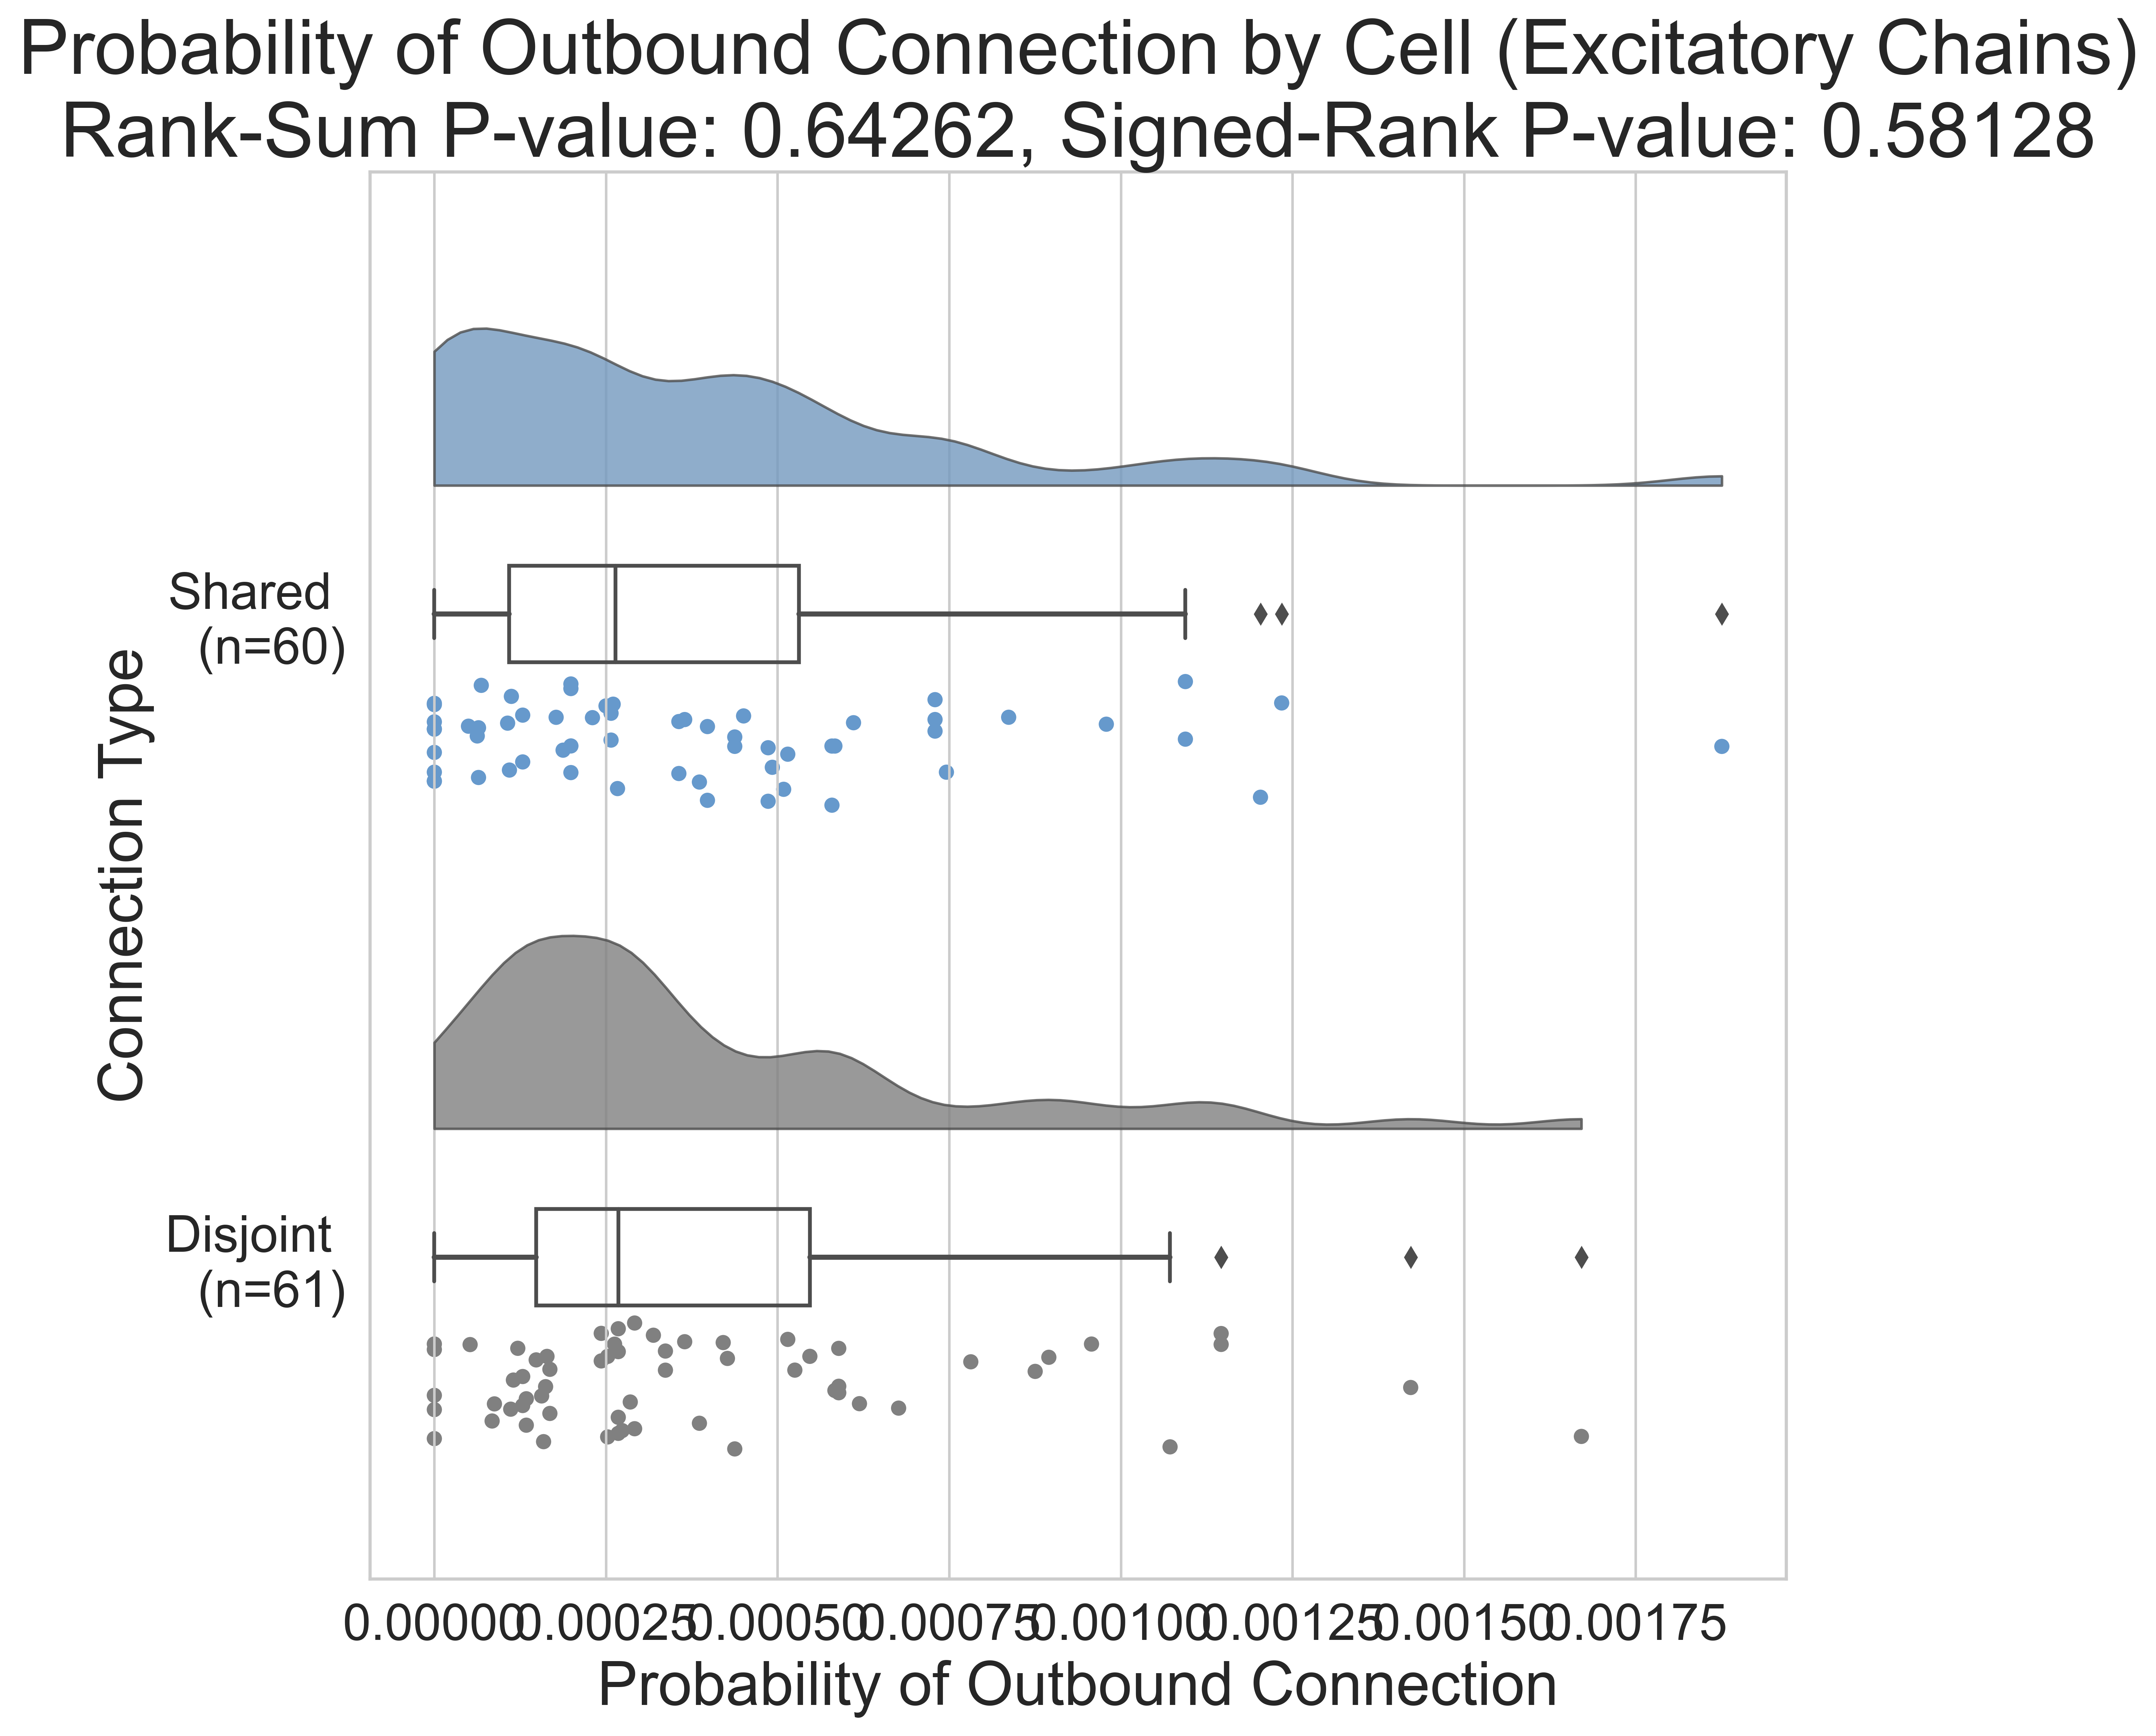 Probability of Outbound Connection by Cell (Excitatory Chains)
Rank-Sum P-value: 0.64262, Signed-Rank P-value: 0.58128
Shared
(n=60)
Connection Type
Disjoint
(n=61)
0.00000 0.00025 0.00050 0.00075 0.00100 0.00125 0.00150 0.00175
Probability of Outbound Connection